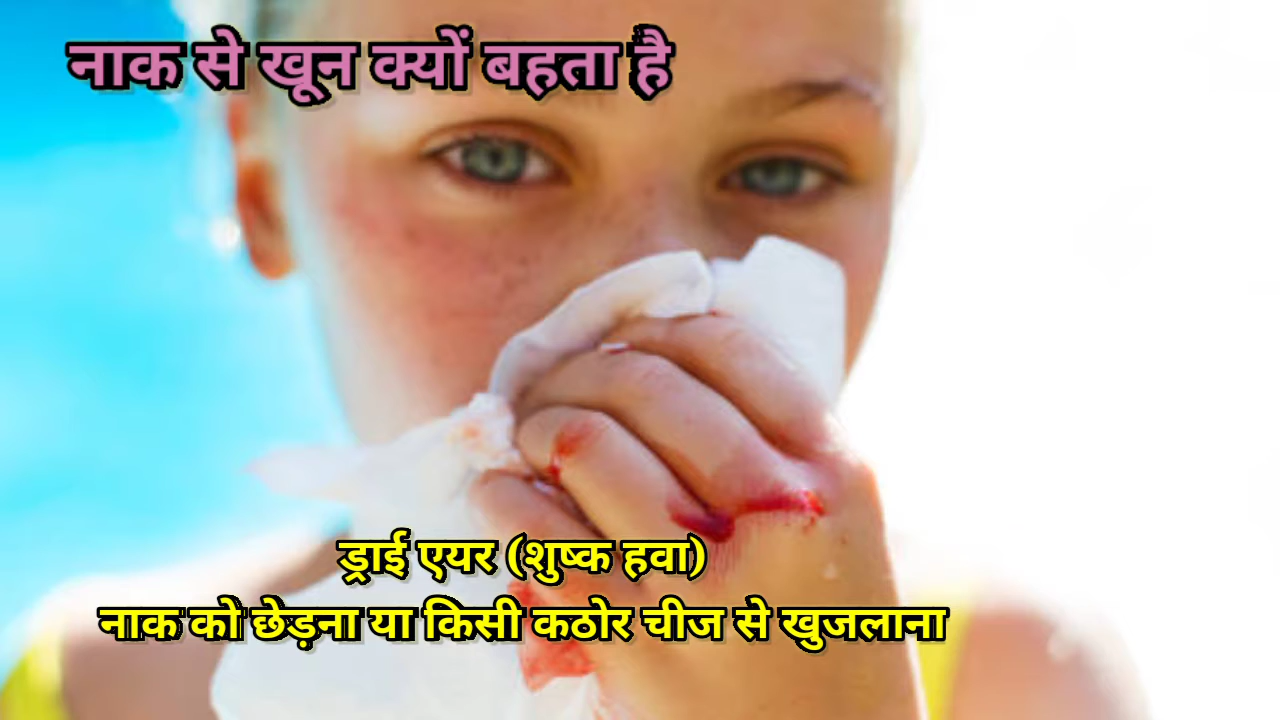 नाक से खून क्यों बहता है
ड्राई एयर (शुष्क हवा)
नाक को छेड़ना या किसी कठोर चीज से खुजलाना